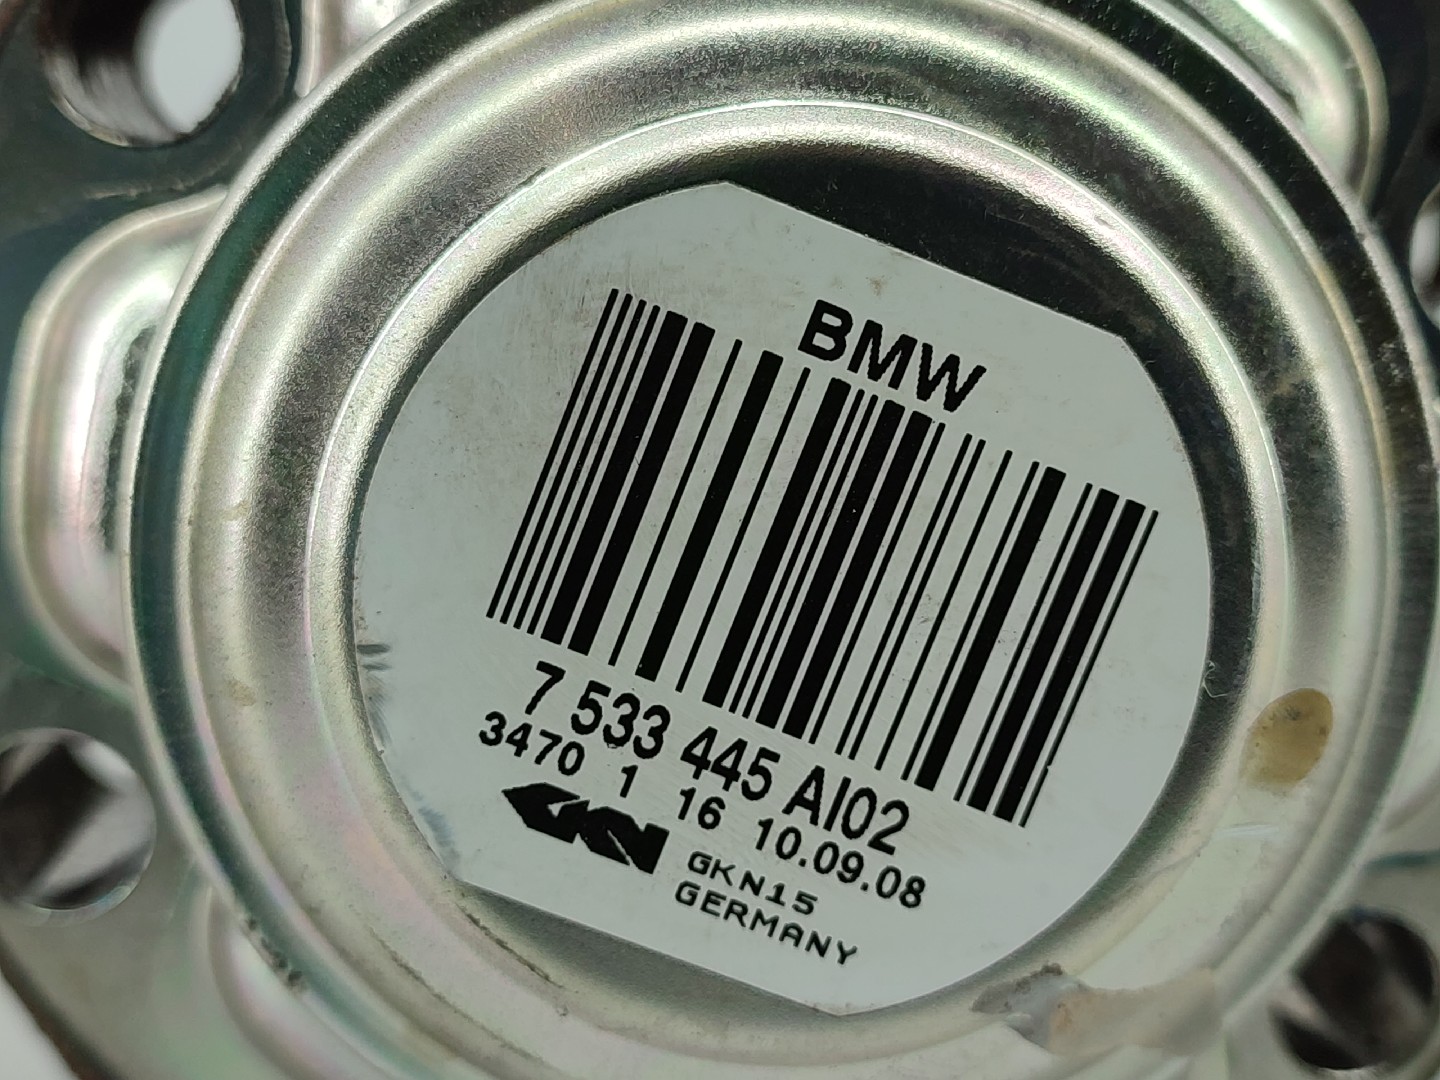 BMW
7 533 445 AI02
3470 1 16 10.09.08
GKN GKN15
GERMANY